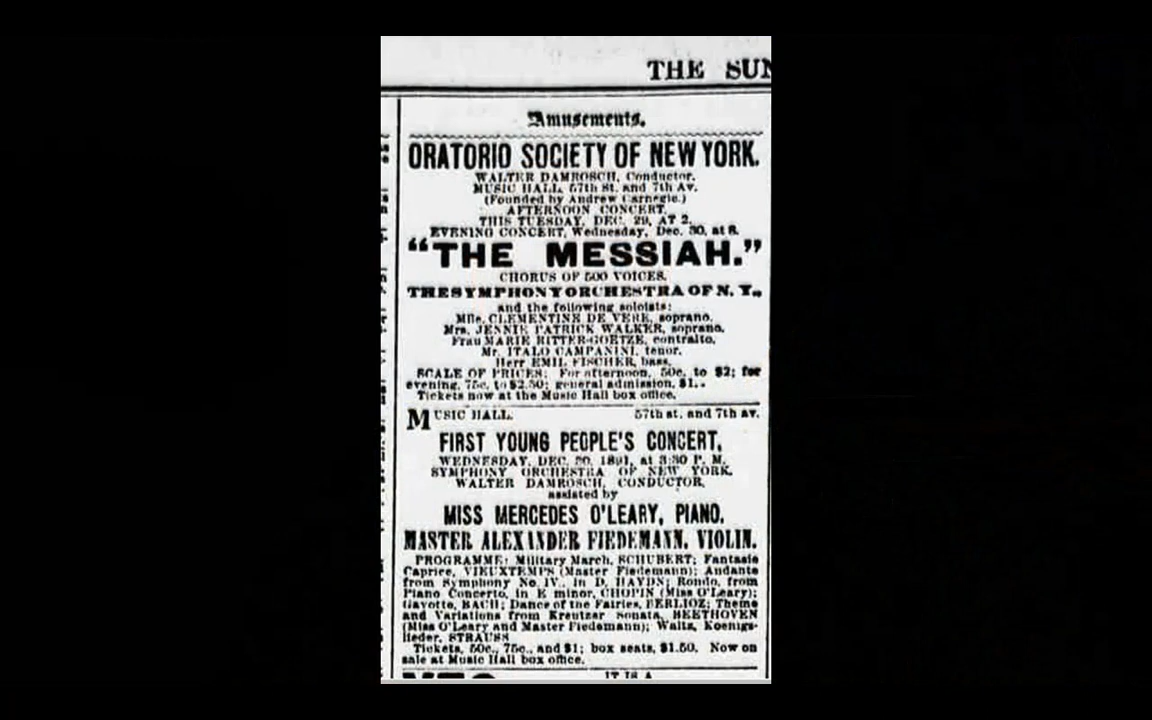 THE SUN
Amusements.
ORATORIO SOCIETY OF NEW YORK.
WALTER DAMROSCH, Conductor.
MUSIC HALL, 57th St. and 7th Av.
(Founded by Andrew Carnegie.)
AFTERNOON CONCERT,
THIS TUESDAY, DEC. 29, AT 2.
EVENING CONCERT, Wednesday, Dec. 30, at 8.
"THE MESSIAH."
CHORUS OF 500 VOICES.
THE SYMPHONY ORCHESTRA OF N. Y.,
and the following soloists:
Mlle. CLEMENTINE DE VERE, soprano.
Mrs. JENNIE PATRICK WALKER, soprano.
Frau MARIE RITTER-GOETZE, contralto.
Mr. ITALO CAMPANINI, tenor.
Herr EMIL FISCHER, bass.
SCALE OF PRICES: For afternoon, 50c. to $2; for
evening, 75c. to $2.50; general admission, $1..
Tickets now at the Music Hall box office.
MUSIC HALL. 57th st. and 7th av.
FIRST YOUNG PEOPLE'S CONCERT,
WEDNESDAY, DEC. 30, 1891, at 3:30 P. M.
SYMPHONY ORCHESTRA OF NEW YORK.
WALTER DAMROSCH, CONDUCTOR,
assisted by
MISS MERCEDES O'LEARY, PIANO.
MASTER ALEXANDER FIEDEMANN, VIOLIN.
PROGRAMME: Military March, SCHUBERT; Fantasie
Caprice, VIEUXTEMPS (Master Fiedemann); Andante
from Symphony No. IV., in D, HAYDN; Rondo, from
Piano Concerto, in E minor, CHOPIN (Miss O'Leary);
Gavotte, BACH; Dance of the Fairies, BERLIOZ; Theme
and Variations from Kreutzer Sonata, BEETHOVEN
(Miss O'Leary and Master Fiedemann); Waltz, Koenigs-
lieder, STRAUSS
Tickets, 50c., 75c., and $1; box seats, $1.50. Now on
sale at Music Hall box office.
IT IS A